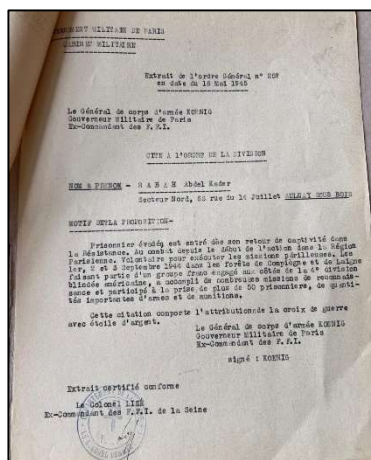 GOUVERNEMENT MILITAIRE DE PARIS
CABINET MILITAIRE
Extrait de l'ordre Général n°
en date du 16 Mai 1945
Le Général de corps d'armée KOENIG
Gouverneur Militaire de Paris
Ex-Commandant des F.F.I.
CITE A L'ORDRE DE LA DIVISION
NOM & PRENOM - RABAH Abdel Kader
Secteur Nord, rue du 14 Juillet AULNAY SOUS BOIS
MOTIF DE LA PROPOSITION-
Prisonnier évadé, est entré dès son retour de captivité dans
la Résistance. Au combat depuis le début de l'action dans la Région
Parisienne. Volontaire pour exécuter les missions périlleuses. Les
1er, 2 et 3 Septembre 1944 dans les forêts de Compiègne et de Laigne
faisant partie d'un groupe franc engagé aux côtés de la 4° division
blindée américaine, a accompli de nombreuses missions de reconnais-
sance et participé à la prise de plus de 50 prisonniers, de quanti-
tés importantes d'armes et de munitions.
Cette citation comporte l'attribution de la croix de guerre
avec étoile d'argent.
Le Général de corps d'armée KOENIG
Gouverneur Militaire de Paris
Ex-Commandant des F.F.I.
signé : KOENIG
Extrait certifié conforme
Le Colonel LIZÉ
Ex-Commandant des F.F.I. de la Seine